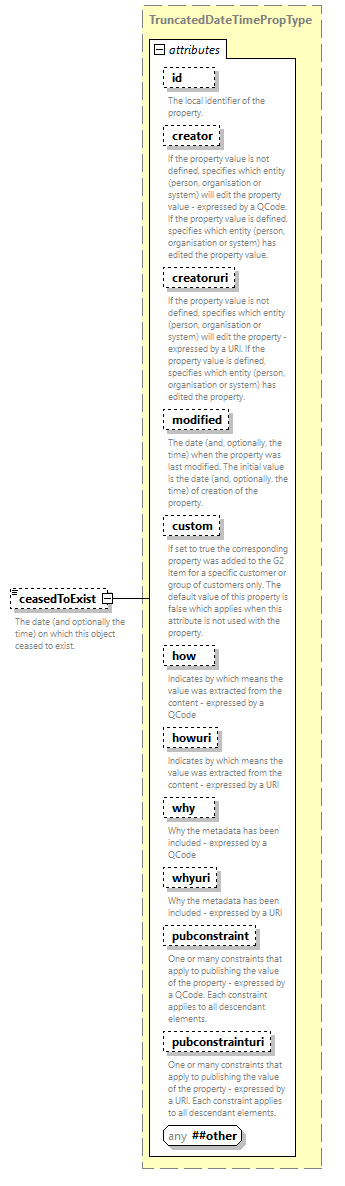 TruncatedDateTimePropType
attributes
id
The local identifier of the
property.
creator
If the property value is not
defined, specifies which entity
(person, organisation or
system) will edit the property
value - expressed by a QCode.
If the property value is defined,
specifies which entity (person,
organisation or system) has
edited the property value.
creatoruri
If the property value is not
defined, specifies which entity
(person, organisation or
system) will edit the property -
expressed by a URI. If the
property value is defined,
specifies which entity (person,
organisation or system) has
edited the property.
modified
The date (and, optionally, the
time) when the property was
last modified. The initial value
is the date (and, optionally, the
time) of creation of the
property.
custom
If set to true the corresponding
property was added to the G2
Item for a specific customer or
group of customers only. The
default value of this property is
false which applies when this
attribute is not used with the
property.
ceasedToExist
The date (and optionally the
time) on which this object
ceased to exist.
how
Indicates by which means the
value was extracted from the
content - expressed by a
QCode
howuri
Indicates by which means the
value was extracted from the
content - expressed by a URI
why
Why the metadata has been
included - expressed by a
QCode
whyuri
Why the metadata has been
included - expressed by a URI
pubconstraint
One or many constraints that
apply to publishing the value
of the property - expressed by
a QCode. Each constraint
applies to all descendant
elements.
pubconstrainturi
One or many constraints that
apply to publishing the value
of the property - expressed by
a URI. Each constraint applies
to all descendant elements.
any ##other